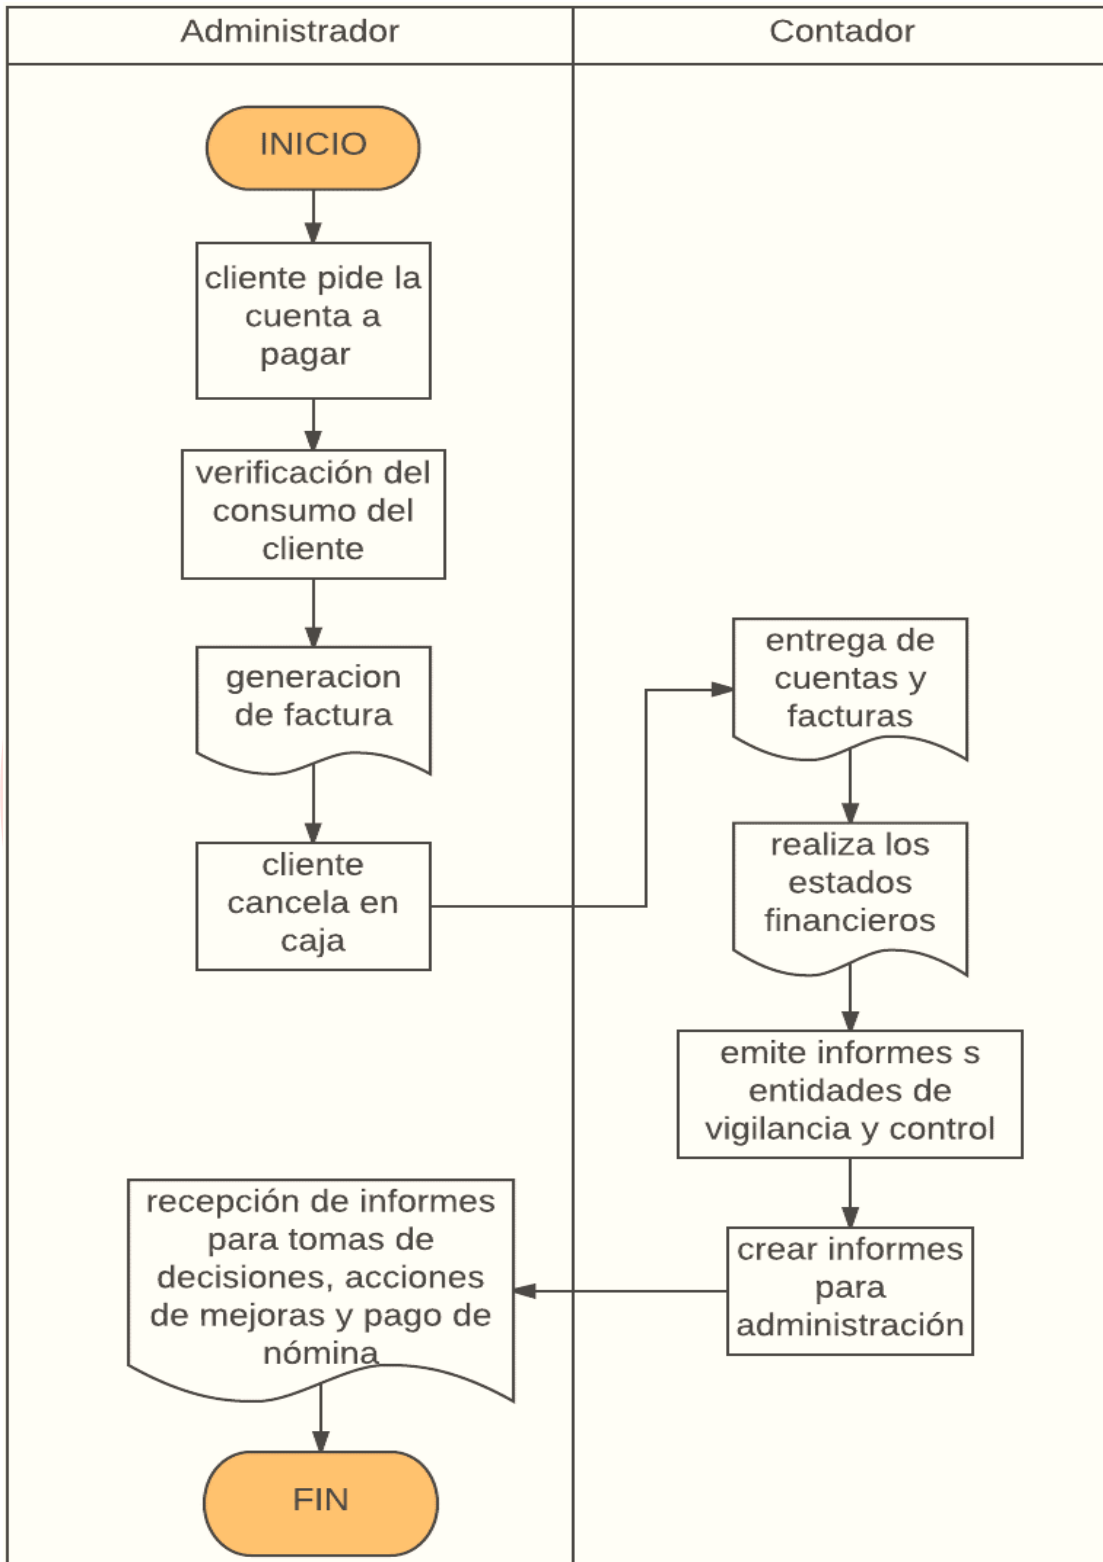 Administrador
Contador
INICIO
cliente pide la
cuenta a
pagar
verificación del
consumo del
cliente
generacion
de factura
cliente
cancela en
caja
entrega de
cuentas y
facturas
realiza los
estados
financieros
emite informes s
entidades de
vigilancia y control
crear informes
para
administración
recepción de informes
para tomas de
decisiones, acciones
de mejoras y pago de
nómina
FIN